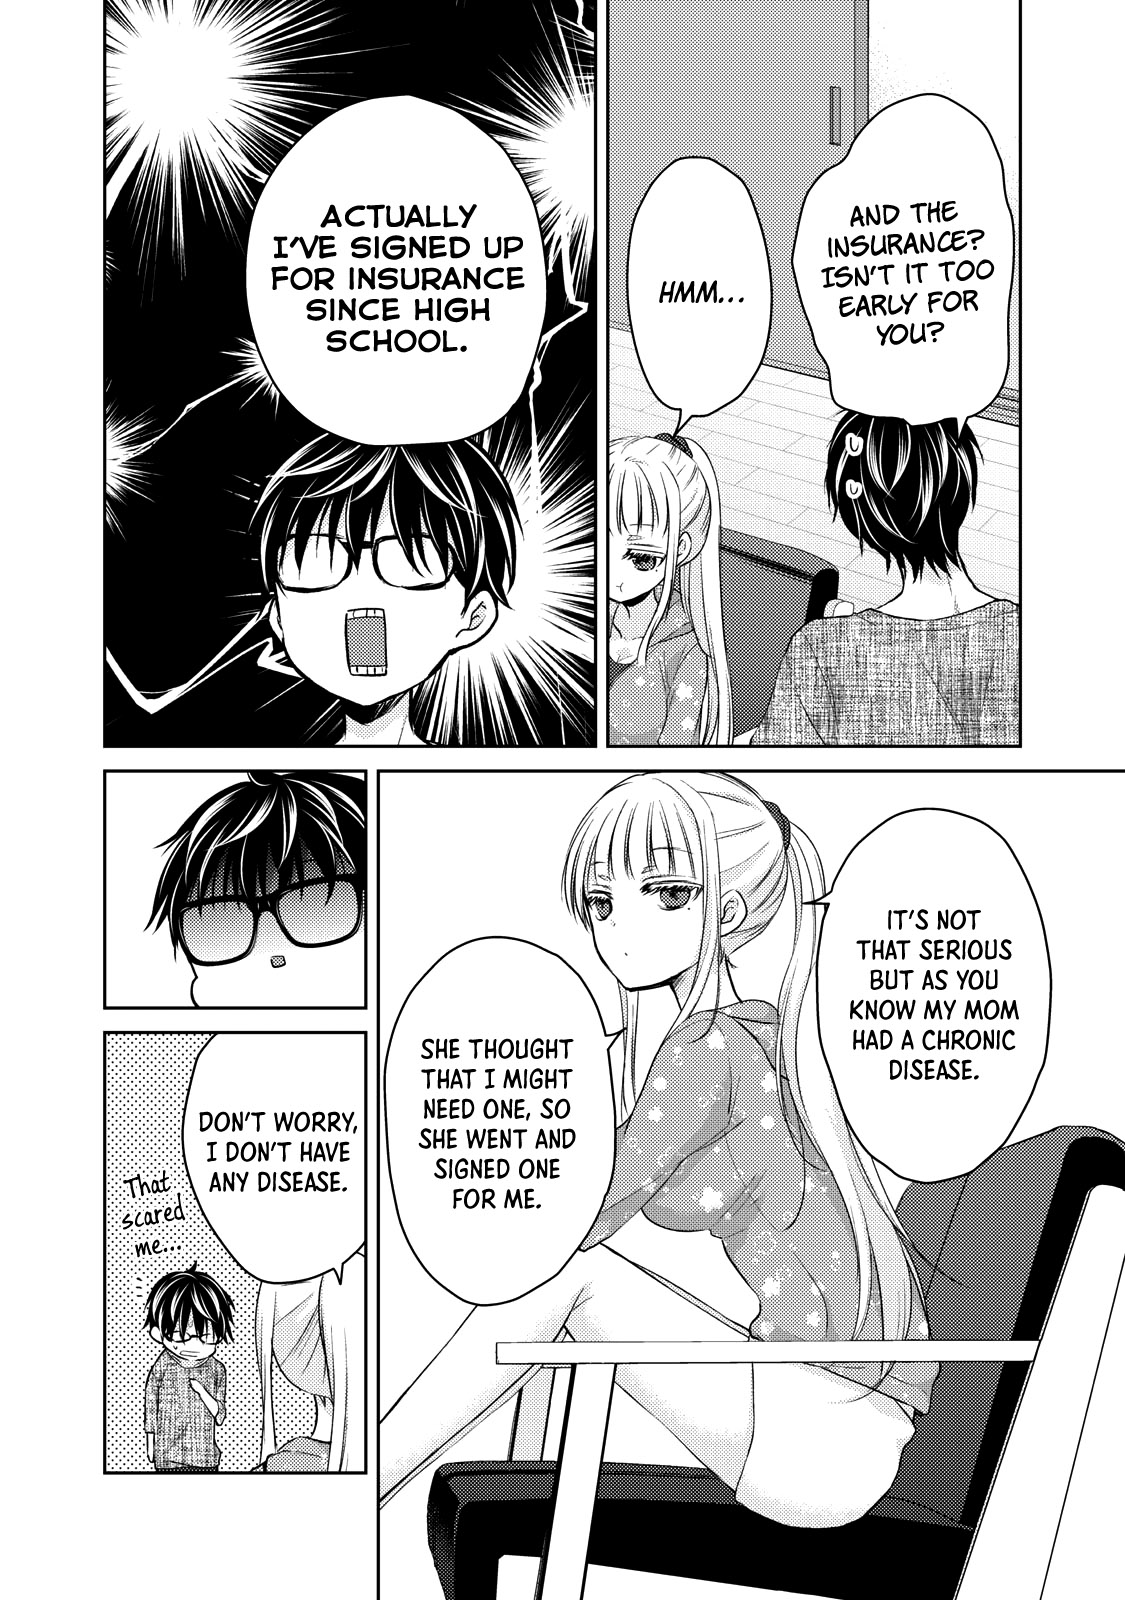 AND THE
INSURANCE?
ISN'T IT TOO
EARLY FOR
YOU?
HMM...
ACTUALLY
I'VE SIGNED UP
FOR INSURANCE
SINCE HIGH
SCHOOL.
IT'S NOT
THAT SERIOUS
BUT AS YOU
KNOW MY MOM
HAD A CHRONIC
DISEASE.
SHE THOUGHT
THAT I MIGHT
NEED ONE, SO
SHE WENT AND
SIGNED ONE
FOR ME.
DON'T WORRY,
I DON'T HAVE
ANY DISEASE.
That
scared
me...